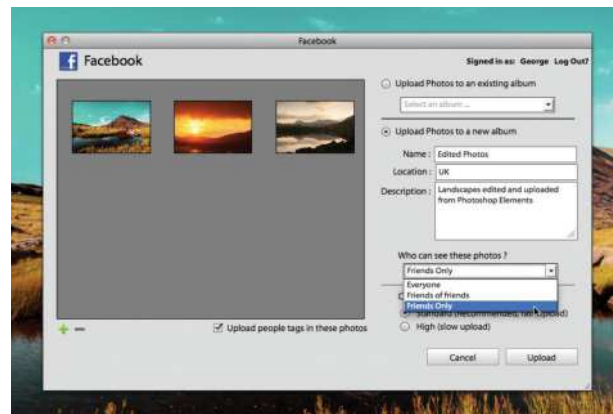 Facebook
Facebook
Signed in as: George Log Out?
Upload Photos to an existing album
Select an album ...
Upload Photos to a new album
Name : Edited Photos
Location : UK
Description : Landscapes edited and uploaded
from Photoshop Elements
Who can see these photos ?
Friends Only
Everyone
Friends of friends
Friends Only
Standard (Recommended,
High (slow upload)
Upload people tags in these photos
Cancel Upload